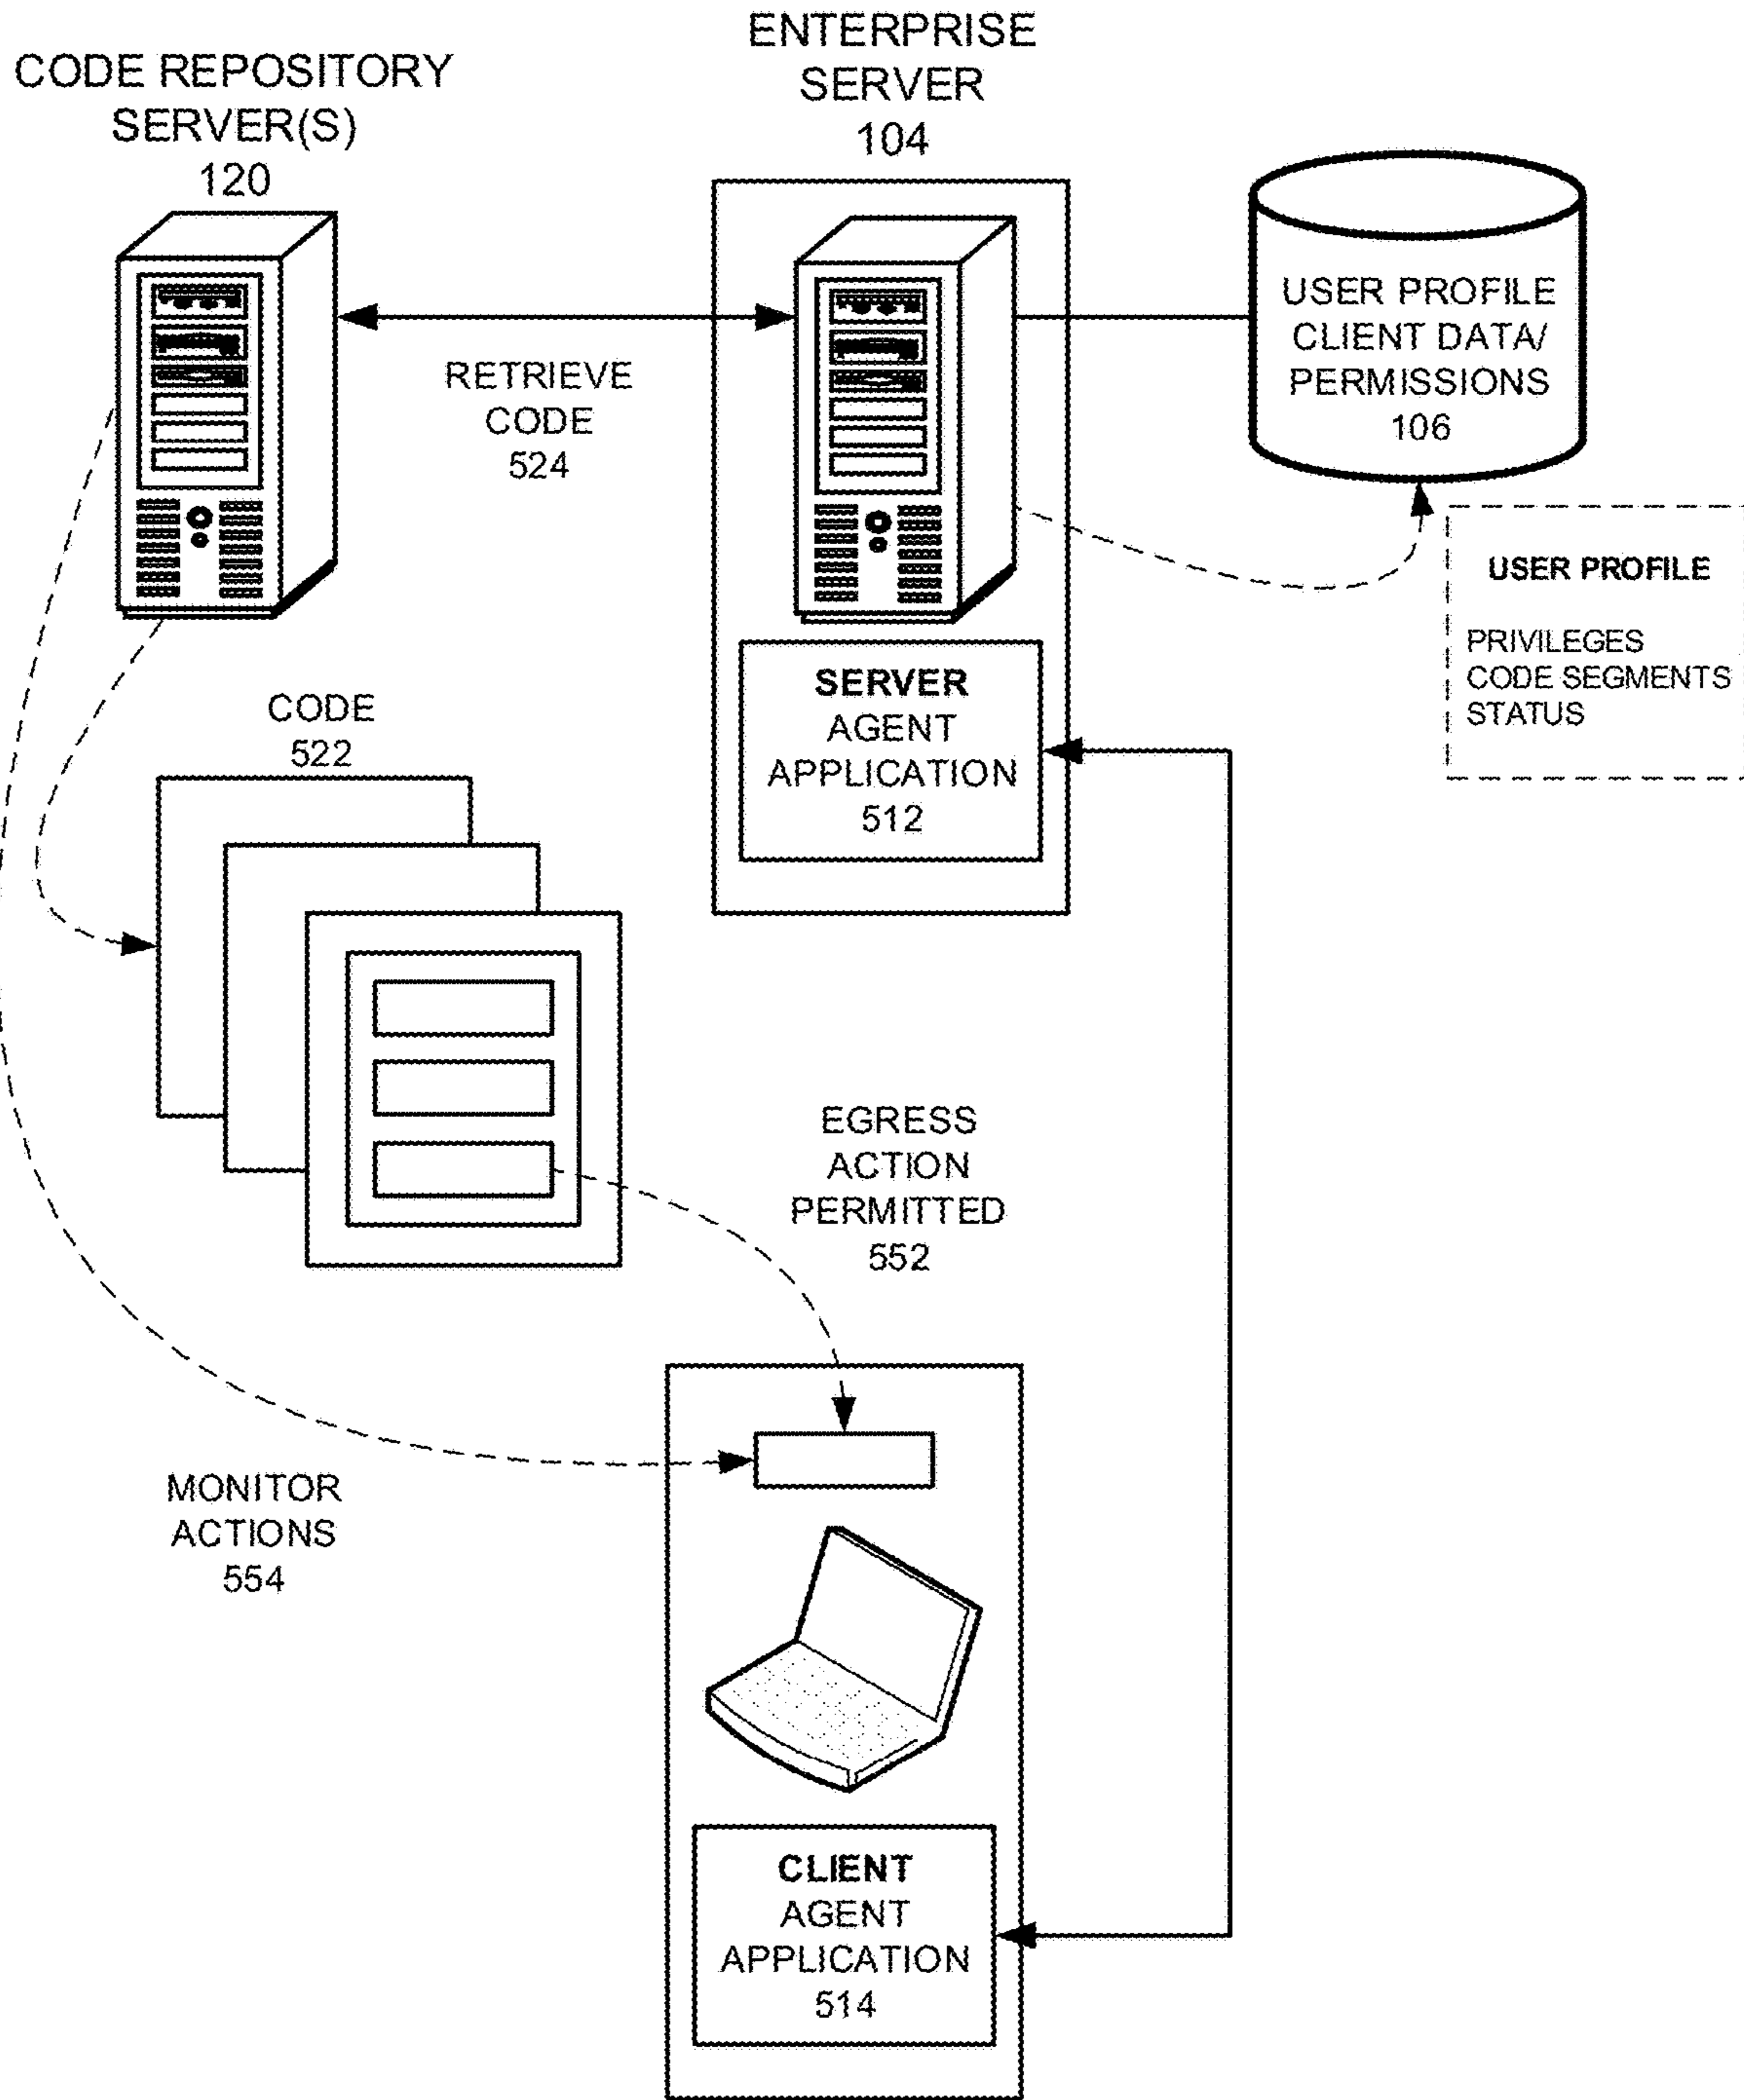 CODE REPOSITORY
SERVER(S)
120
ENTERPRISE
SERVER
104
RETRIEVE
CODE
524
USER PROFILE
CLIENT DATA/
PERMISSIONS
106
USER PROFILE
PRIVILEGES
CODE SEGMENTS
STATUS
SERVER
AGENT
APPLICATION
512
CODE
522
EGRESS
ACTION
PERMITTED
552
MONITOR
ACTIONS
554
CLIENT
AGENT
APPLICATION
514